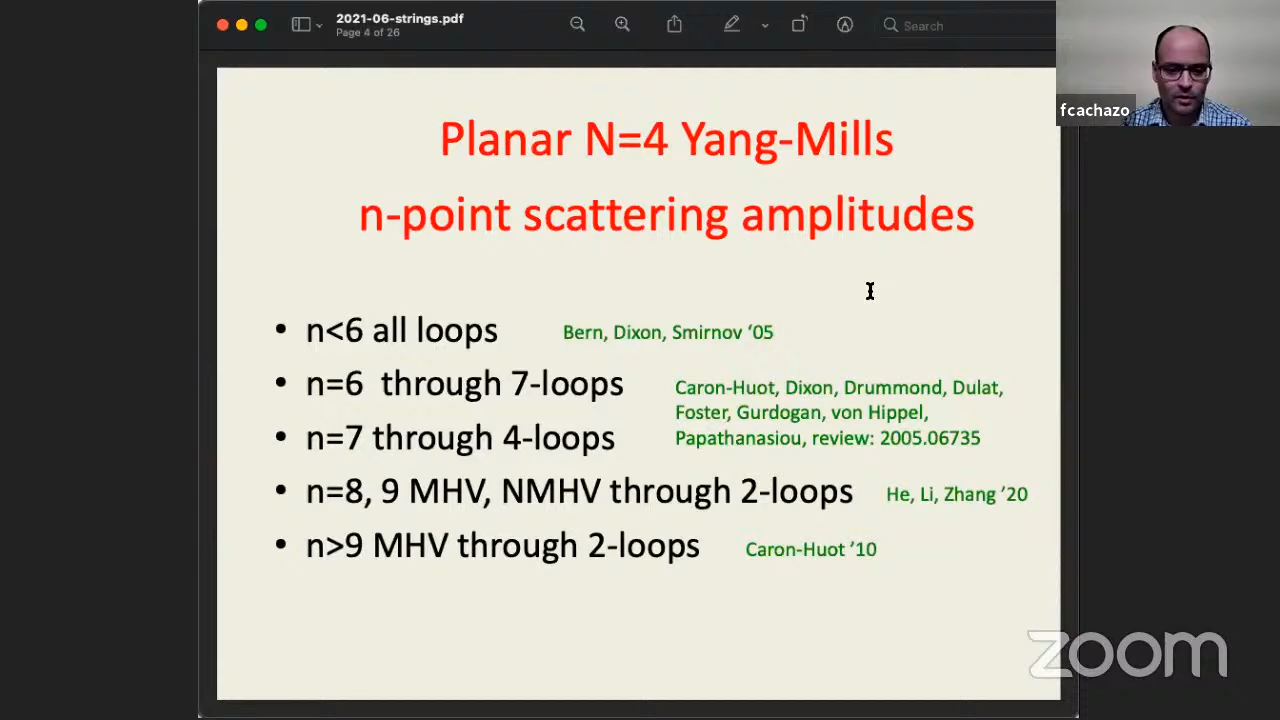 2021-06-strings.pdf
Page 4 of 26
Search
fcachazo
Planar N=4 Yang-Mills
n-point scattering amplitudes
• n<6 all loops
Bern, Dixon, Smirnov ‘05
• n=6 through 7-loops
Caron-Huot, Dixon, Drummond, Dulat,
Foster, Gurdogan, von Hippel,
• n=7 through 4-loops
Papathanasiou, review: 2005.06735
• n=8, 9 MHV, NMHV through 2-loops
He, Li, Zhang ’20
• n>9 MHV through 2-loops
Caron-Huot ’10
zoom